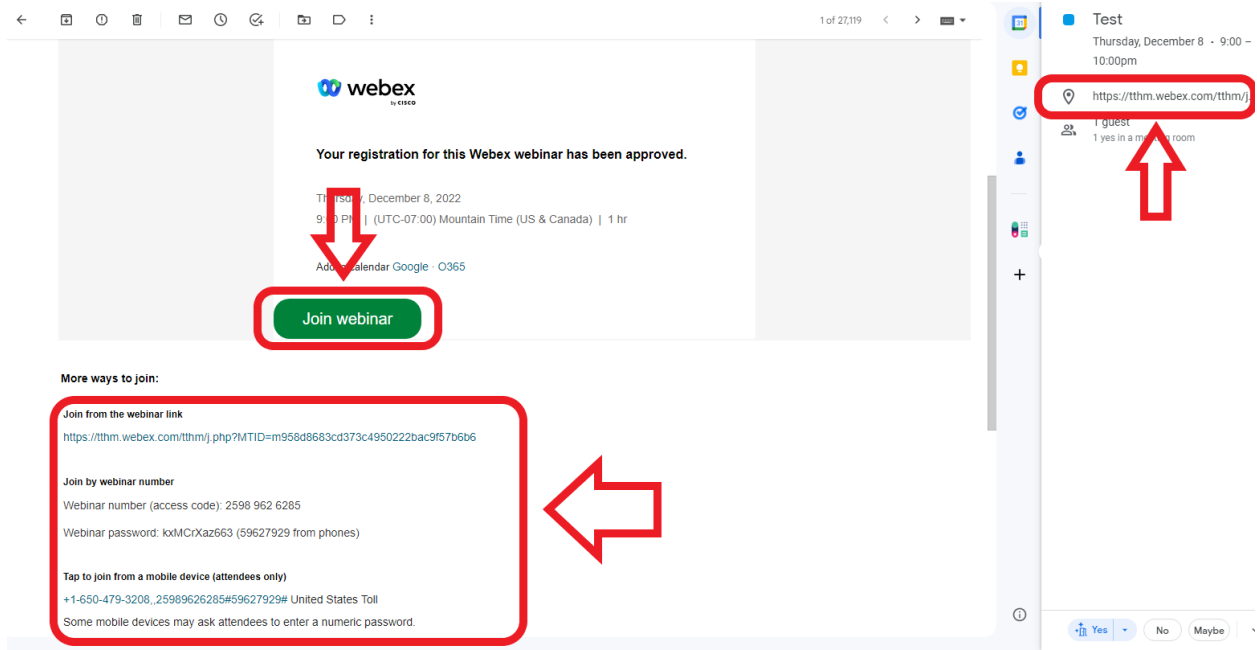 1 of 27,119
webex
by CISCO
Your registration for this Webex webinar has been approved.
Thursday, December 8, 2022
9:00 PM | (UTC-07:00) Mountain Time (US & Canada) | 1 hr
calendar Google · O365
Join webinar
More ways to join:
Join from the webinar link
https://tthm.webex.com/tthm/j.php?MTID=m958d8683cd373c4950222bac9f57b6b6
Join by webinar number
Webinar number (access code): 2598 962 6285
Webinar password: kxMCrXaz663 (59627929 from phones)
Tap to join from a mobile device (attendees only)
+1-650-479-3208,,25989626285#59627929# United States Toll
Some mobile devices may ask attendees to enter a numeric password.
31
Test
Thursday, December 8 · 9:00 –
10:00pm
https://tthm.webex.com/tthm/j.
1 guest
1 yes in a meeting room
Yes
No
Maybe